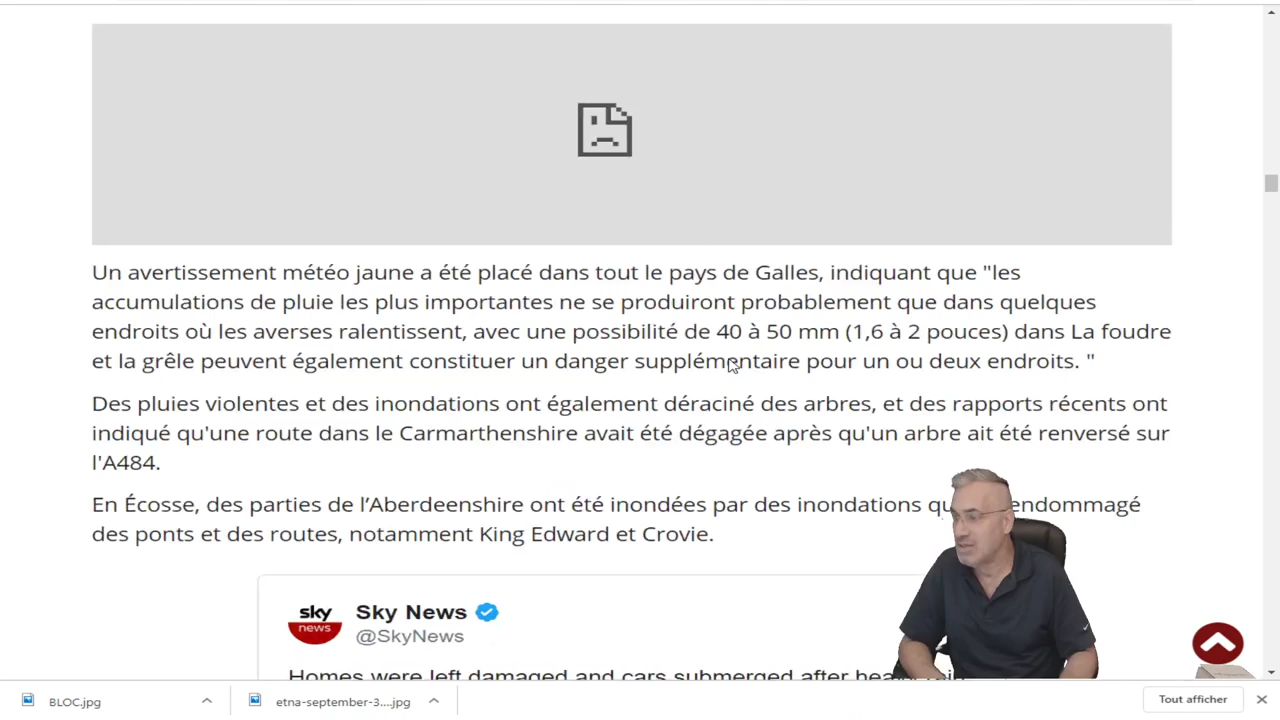 Un avertissement météo jaune a été placé dans tout le pays de Galles, indiquant que "les
accumulations de pluie les plus importantes ne se produiront probablement que dans quelques
endroits où les averses ralentissent, avec une possibilité de 40 à 50 mm (1,6 à 2 pouces) dans La foudre
et la grêle peuvent également constituer un danger supplémentaire pour un ou deux endroits. "
Des pluies violentes et des inondations ont également déraciné des arbres, et des rapports récents ont
indiqué qu'une route dans le Carmarthenshire avait été dégagée après qu'un arbre ait été renversé sur
l'A484.
En Écosse, des parties de l’Aberdeenshire ont été inondées par des inondations endommagé
des ponts et des routes, notamment King Edward et Crovie.
sky news
Sky News
@SkyNews
Homes were left damaged and cars submerged after
BLOC.jpg
etna-september-3....jpg
Tout afficher